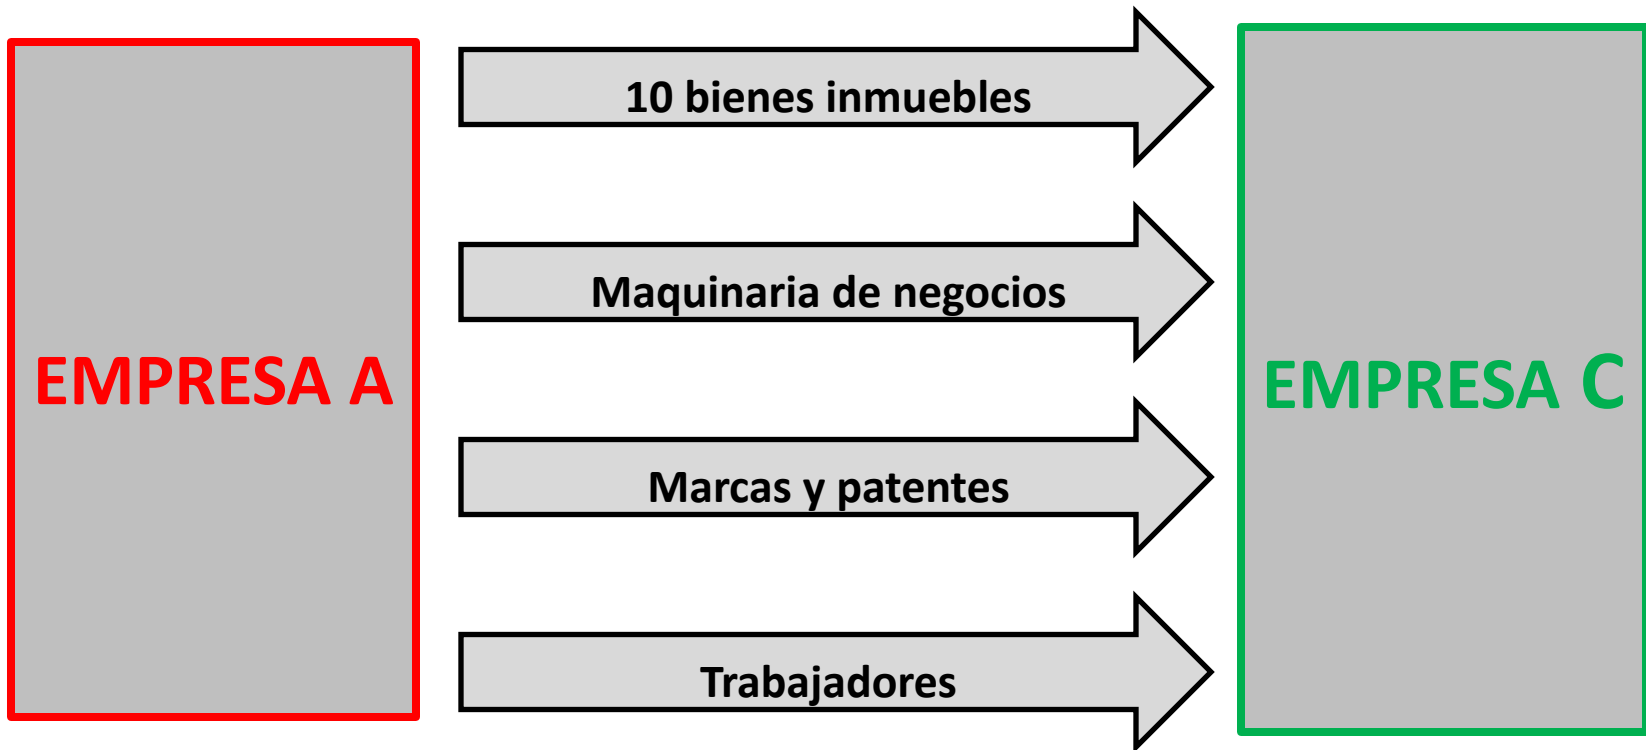 10 bienes inmuebles
Maquinaria de negocios
EMPRESA A
EMPRESA C
Marcas y patentes
Trabajadores